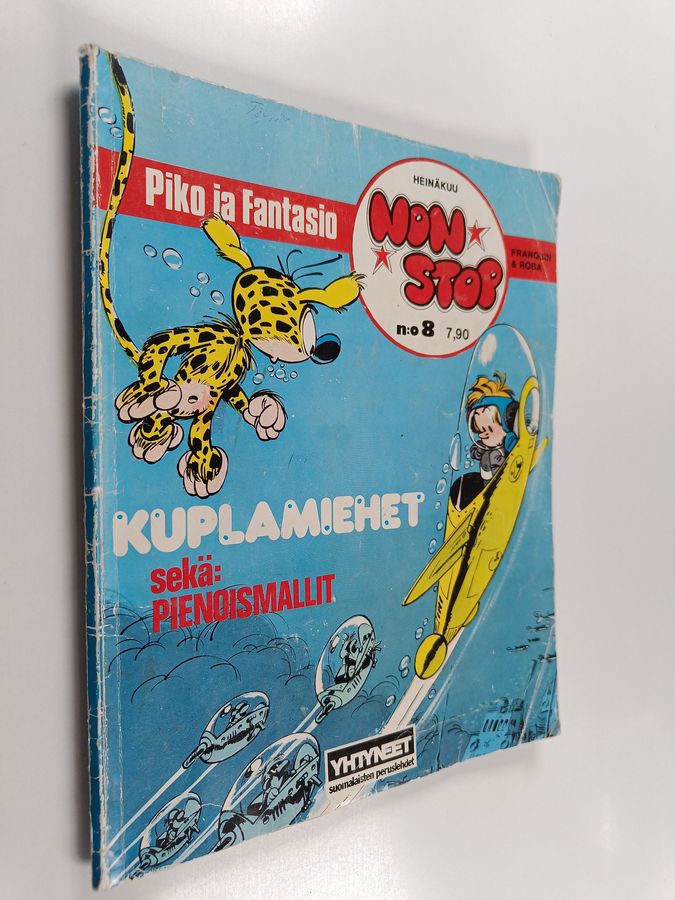 HEINÄKUU
Piko ja Fantasio
NON
STOP
FRANQUIN
& ROBA
n:o 8 7,90
KUPLAMIEHET
sekä:
PIENOISMALLIT
YHTYNEET
suomalaisten peruslehdet